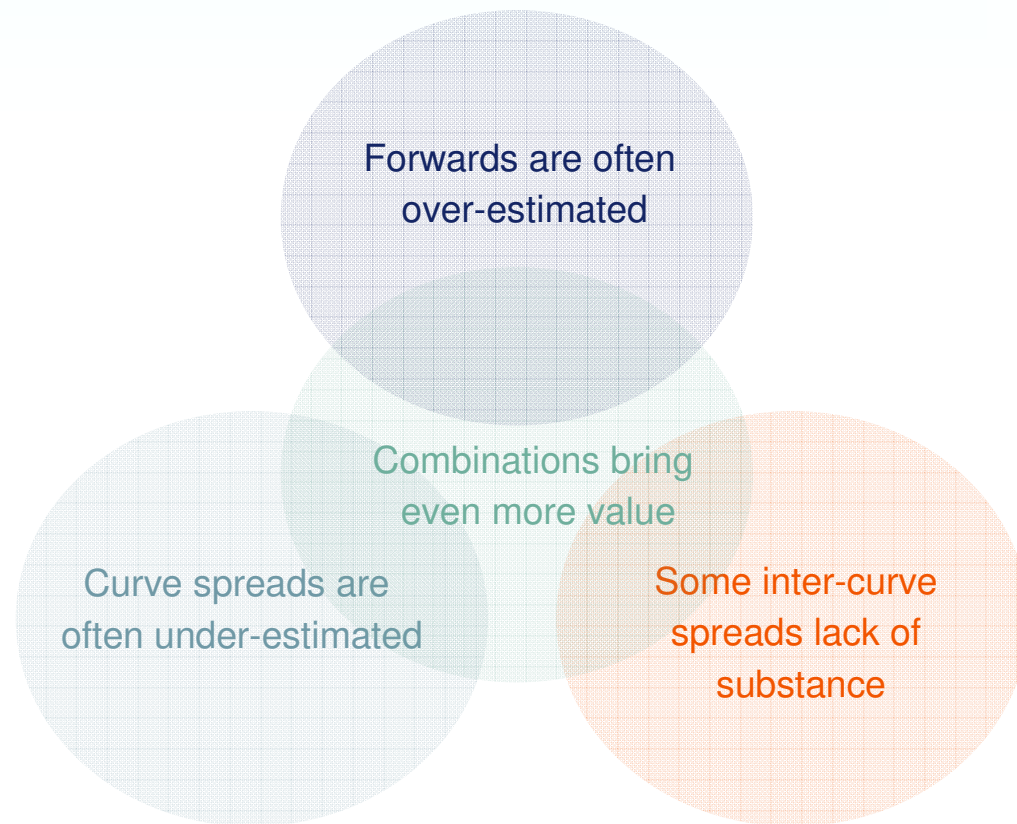 Forwards are often
over-estimated
Combinations bring
even more value
Curve spreads are
often under-estimated
Some inter-curve
spreads lack of
substance